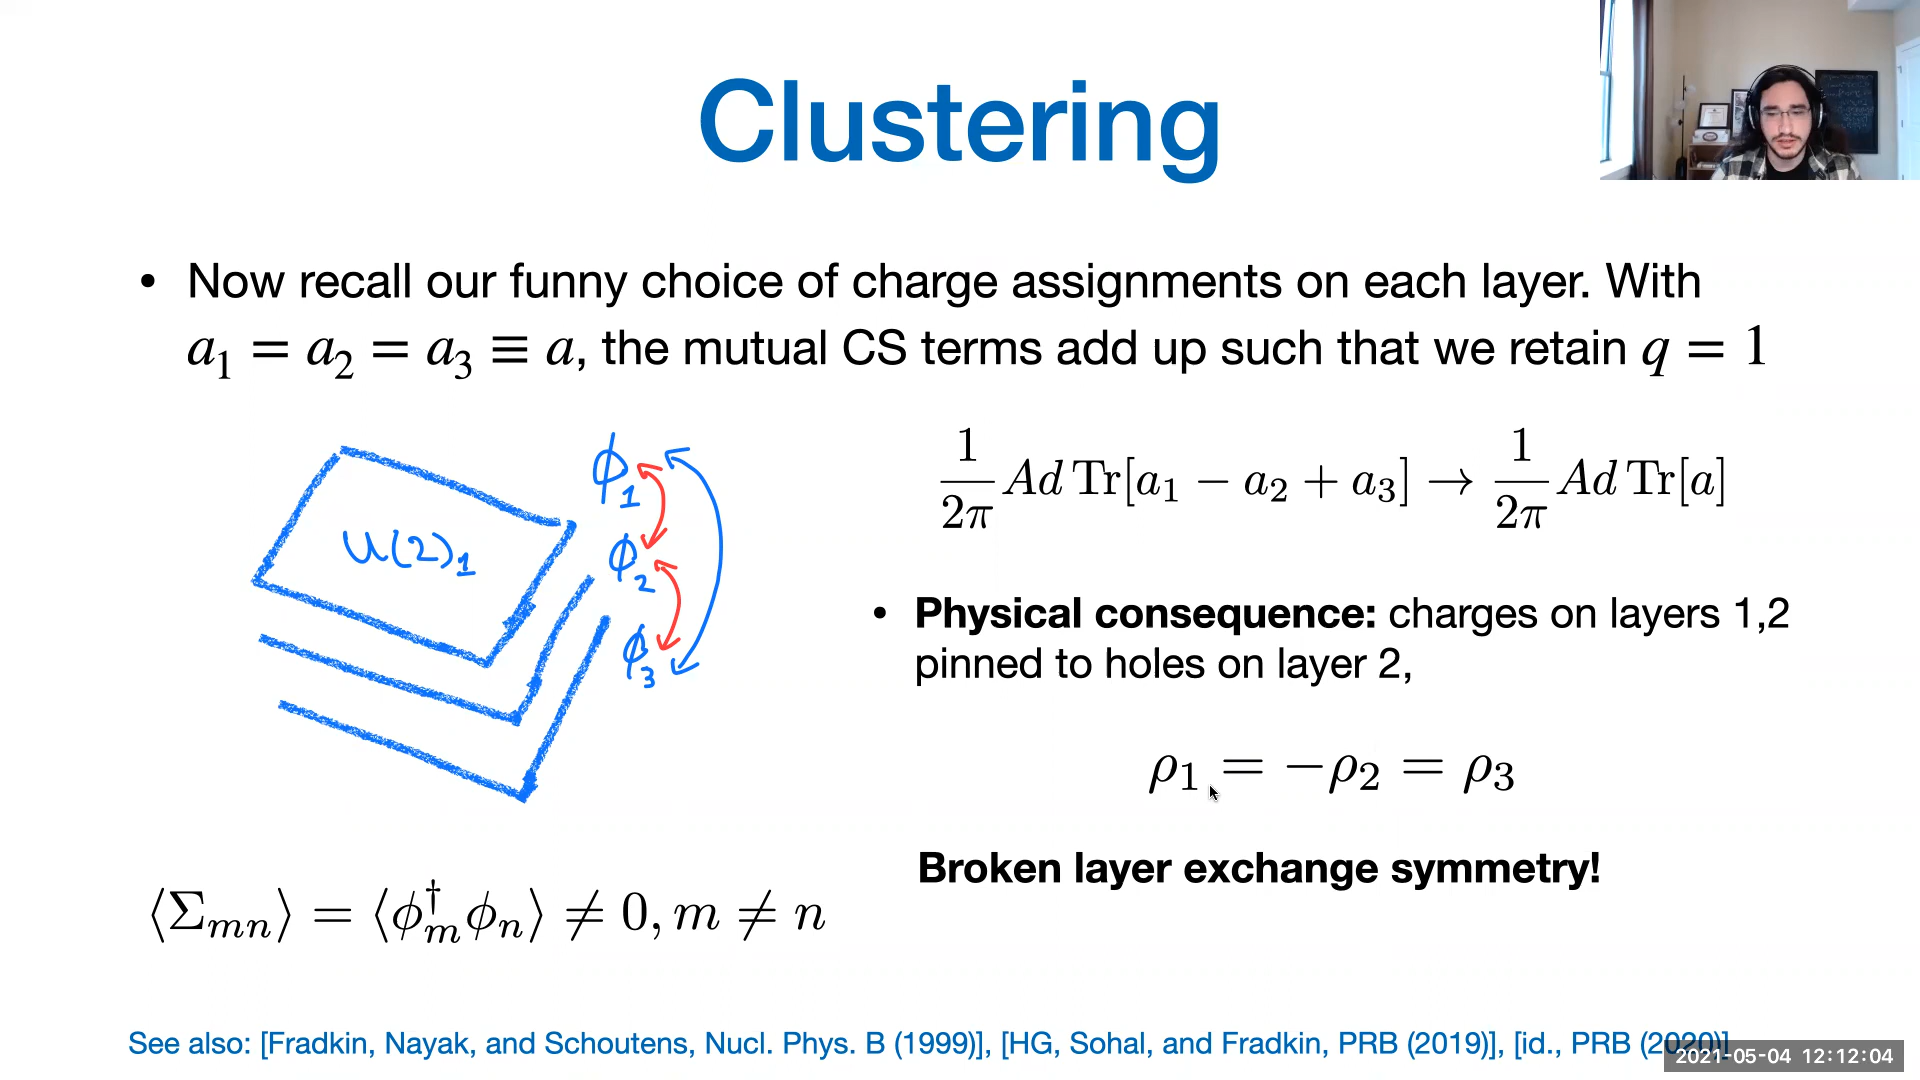 Clustering
• Now recall our funny choice of charge assignments on each layer. With
a₁ = a₂ = a₃ ≡ a, the mutual CS terms add up such that we retain q = 1
U(2)₁
ϕ₁
ϕ₂
ϕ₃
⟨Σₘₙ⟩ = ⟨ϕ†ₘϕₙ⟩ ≠ 0, m ≠ n
1/2π Ad Tr[a₁ − a₂ + a₃] → 1/2π Ad Tr[a]
• Physical consequence: charges on layers 1,2
pinned to holes on layer 2,
ρ₁ = −ρ₂ = ρ₃
Broken layer exchange symmetry!
See also: [Fradkin, Nayak, and Schoutens, Nucl. Phys. B (1999)], [HG, Sohal, and Fradkin, PRB (2019)], [id., PRB (2020)]
2021-05-04 12:12:04